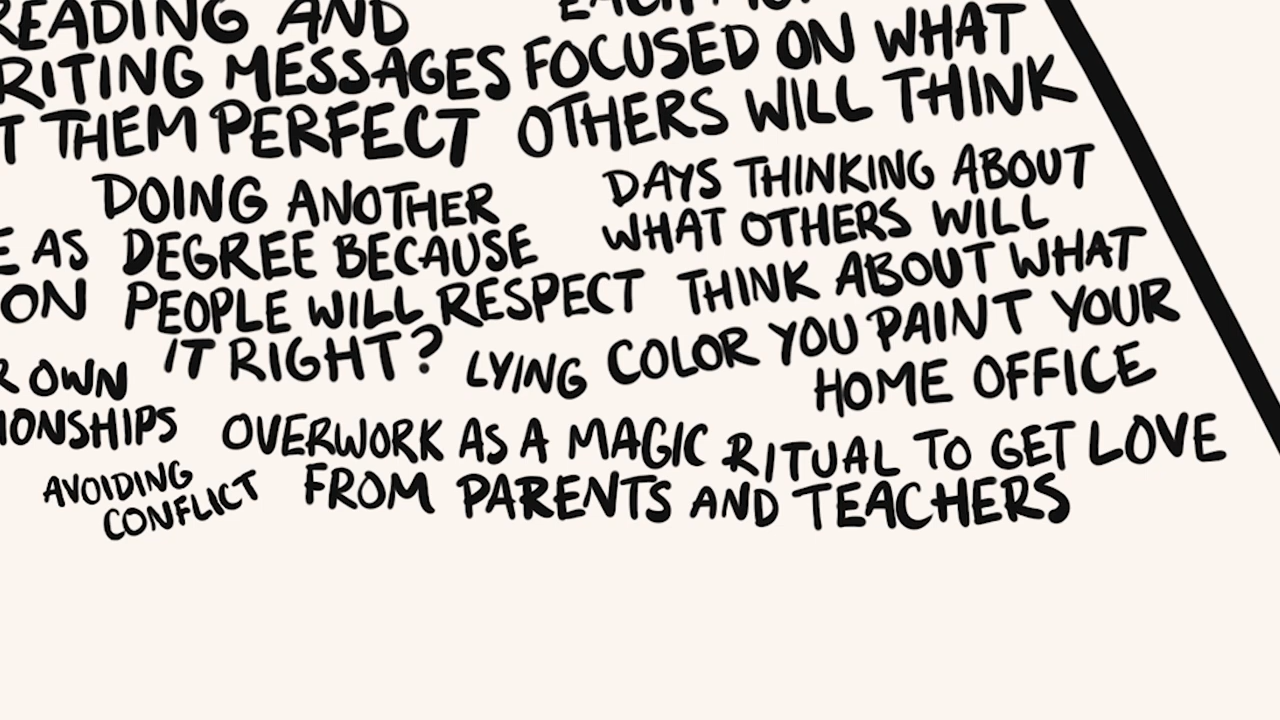 READING AND
RITING MESSAGES
T THEM PERFECT
FOCUSED ON WHAT
OTHERS WILL THINK
DOING ANOTHER
DEGREE BECAUSE
PEOPLE WILL RESPECT
IT RIGHT?
DAYS THINKING ABOUT
WHAT OTHERS WILL
THINK ABOUT WHAT
COLOR YOU PAINT YOUR
HOME OFFICE
E AS
ON
LYING
R OWN
IONSHIPS
OVERWORK AS A MAGIC RITUAL TO GET LOVE
FROM PARENTS AND TEACHERS
AVOIDING
CONFLICT